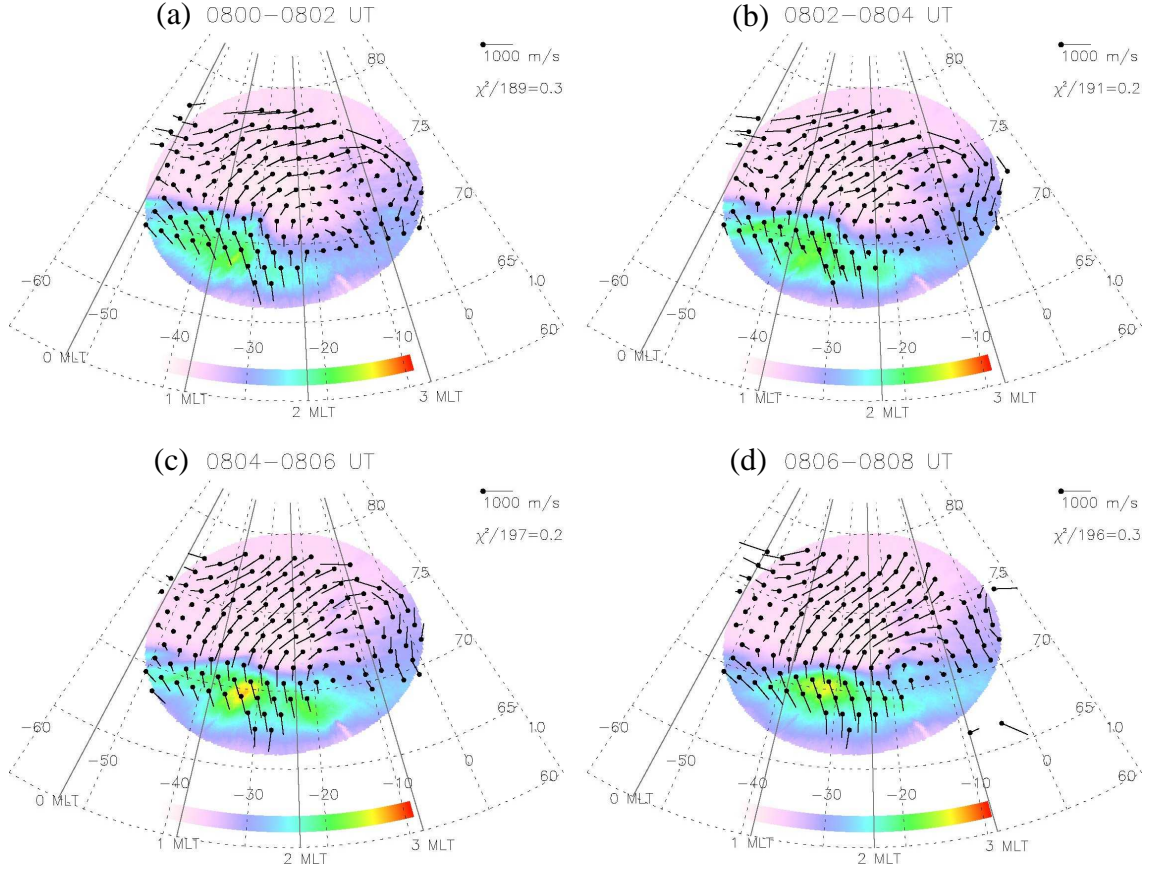 (a) 0800−0802 UT
1000 m/s
χ²/189=0.3
80
75
70
65
60
10
0
−10
−20
−30
−40
−50
−60
0 MLT
1 MLT
2 MLT
3 MLT
(b) 0802−0804 UT
1000 m/s
χ²/191=0.2
80
75
70
65
60
10
0
−10
−20
−30
−40
−50
−60
0 MLT
1 MLT
2 MLT
3 MLT
(c) 0804−0806 UT
1000 m/s
χ²/197=0.2
80
75
70
65
60
10
0
−10
−20
−30
−40
−50
−60
0 MLT
1 MLT
2 MLT
3 MLT
(d) 0806−0808 UT
1000 m/s
χ²/196=0.3
80
75
70
65
60
10
0
−10
−20
−30
−40
−50
−60
0 MLT
1 MLT
2 MLT
3 MLT